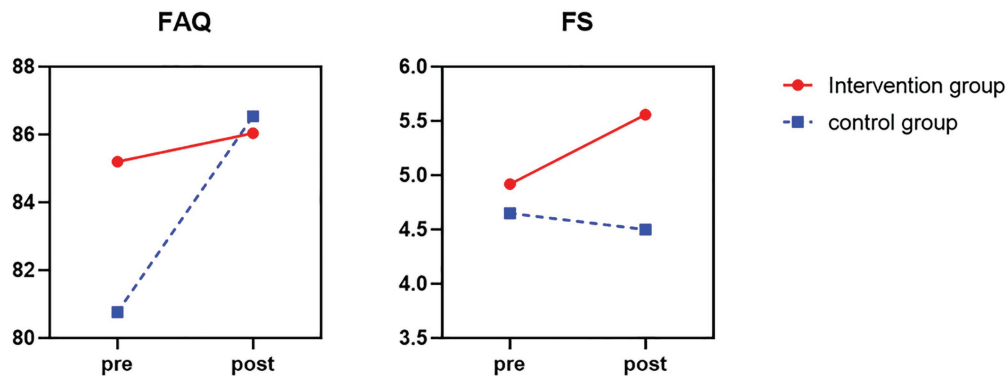 FAQ
88
86
84
82
80
pre post
FS
6.0
5.5
5.0
4.5
4.0
3.5
pre post
Intervention group
control group